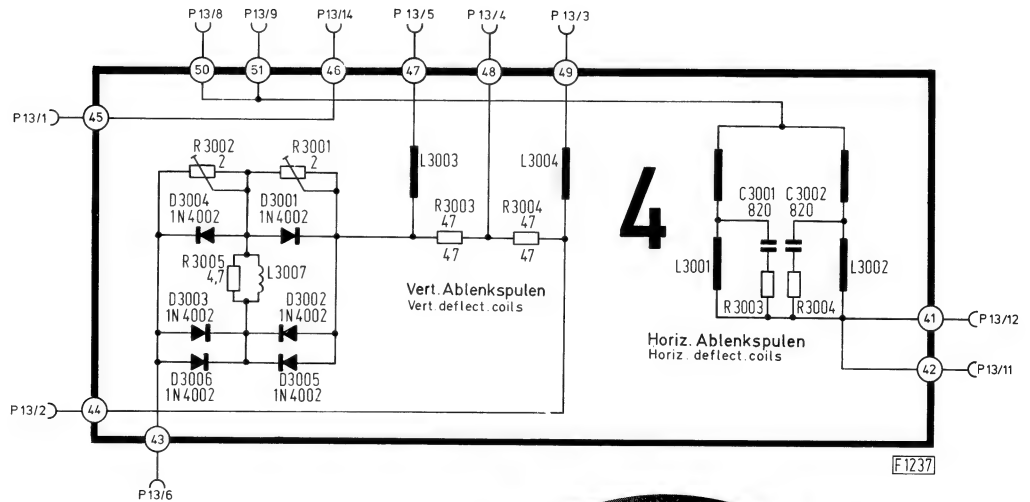 P13/8 P13/9 P13/14 P13/5 P13/4 P13/3
50 51 46 47 48 49
P13/1 45
R3002 2
R3001 2
L3003
L3004
4
C3001 820
C3002 820
D3004 1N4002
D3001 1N4002
R3003 47 47
R3004 47 47
R3005 4,7
L3007
L3001
L3002
Vert. Ablenkspulen
Vert. deflect. coils
D3003 1N4002
D3002 1N4002
R3003
R3004
Horiz. Ablenkspulen
Horiz. deflect. coils
41 P13/12
D3006 1N4002
D3005 1N4002
42 P13/11
P13/2 44
43
F1237
P13/6